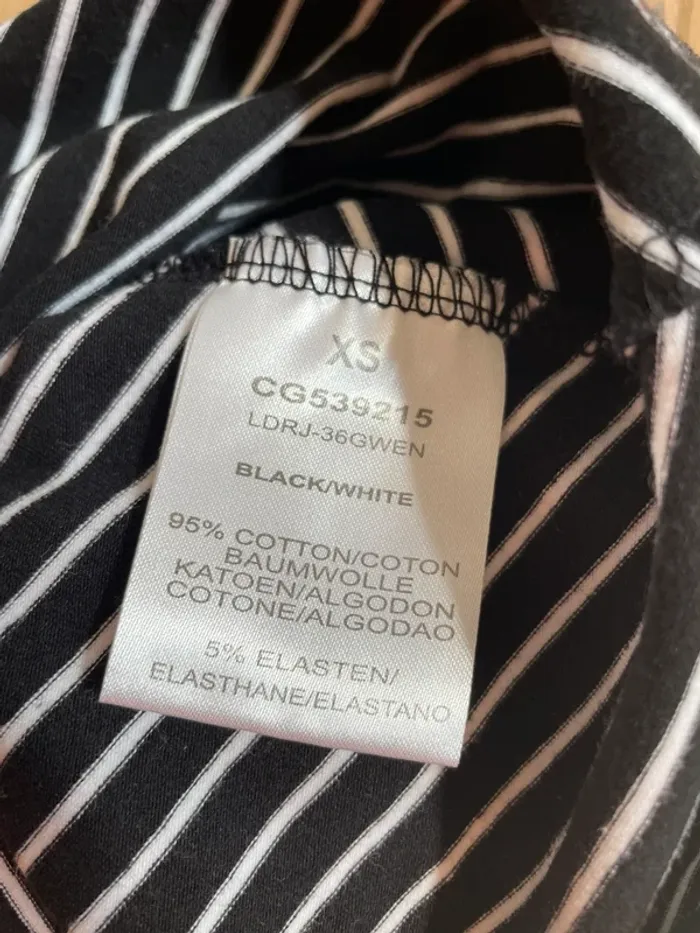 XS
CG539215
LDRJ-36GWEN
BLACK/WHITE
95% COTTON/COTON
BAUMWOLLE
KATOEN/ALGODON
COTONE/ALGODAO
5% ELASTEN/
ELASTHANE/ELASTANO